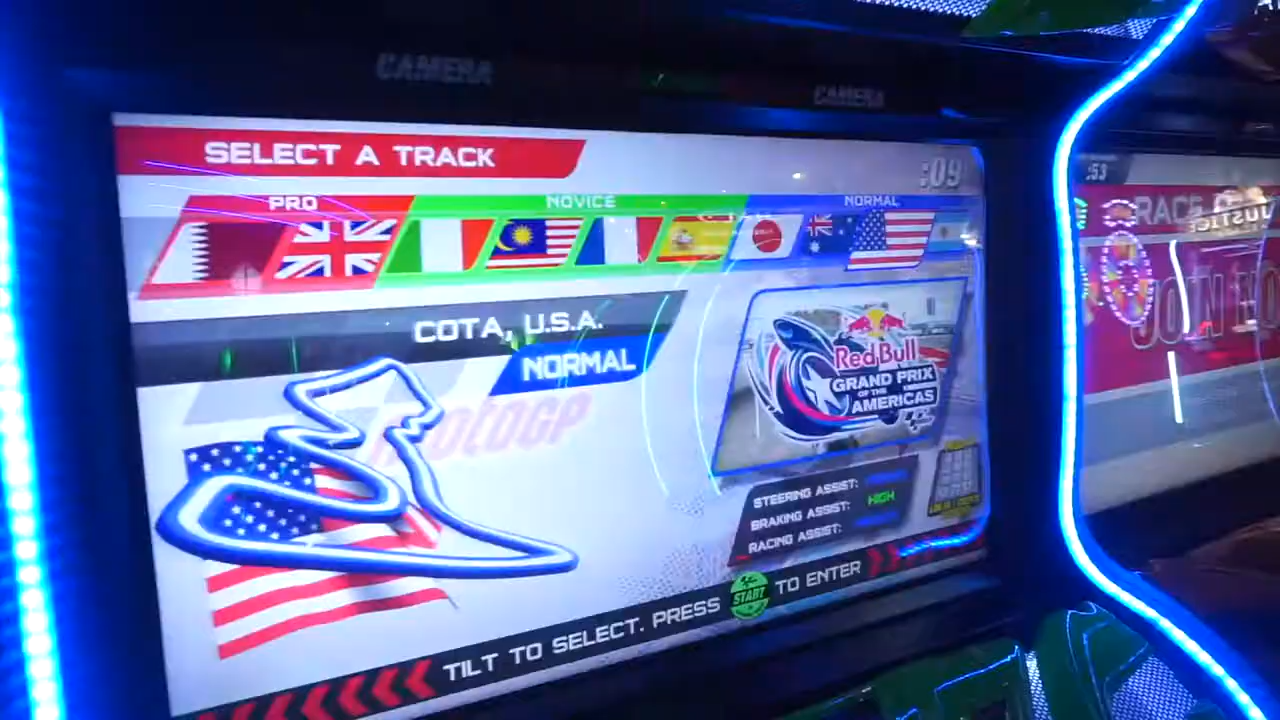 CAMERA
CAMERA
SELECT A TRACK
:09
:53
PRO
NOVICE
NORMAL
RACE
JOIN
COTA, U.S.A.
NORMAL
MotoGP
Red Bull
GRAND PRIX
OF THE
AMERICAS
STEERING ASSIST:
BRAKING ASSIST: HIGH
RACING ASSIST:
TILT TO SELECT. PRESS START TO ENTER